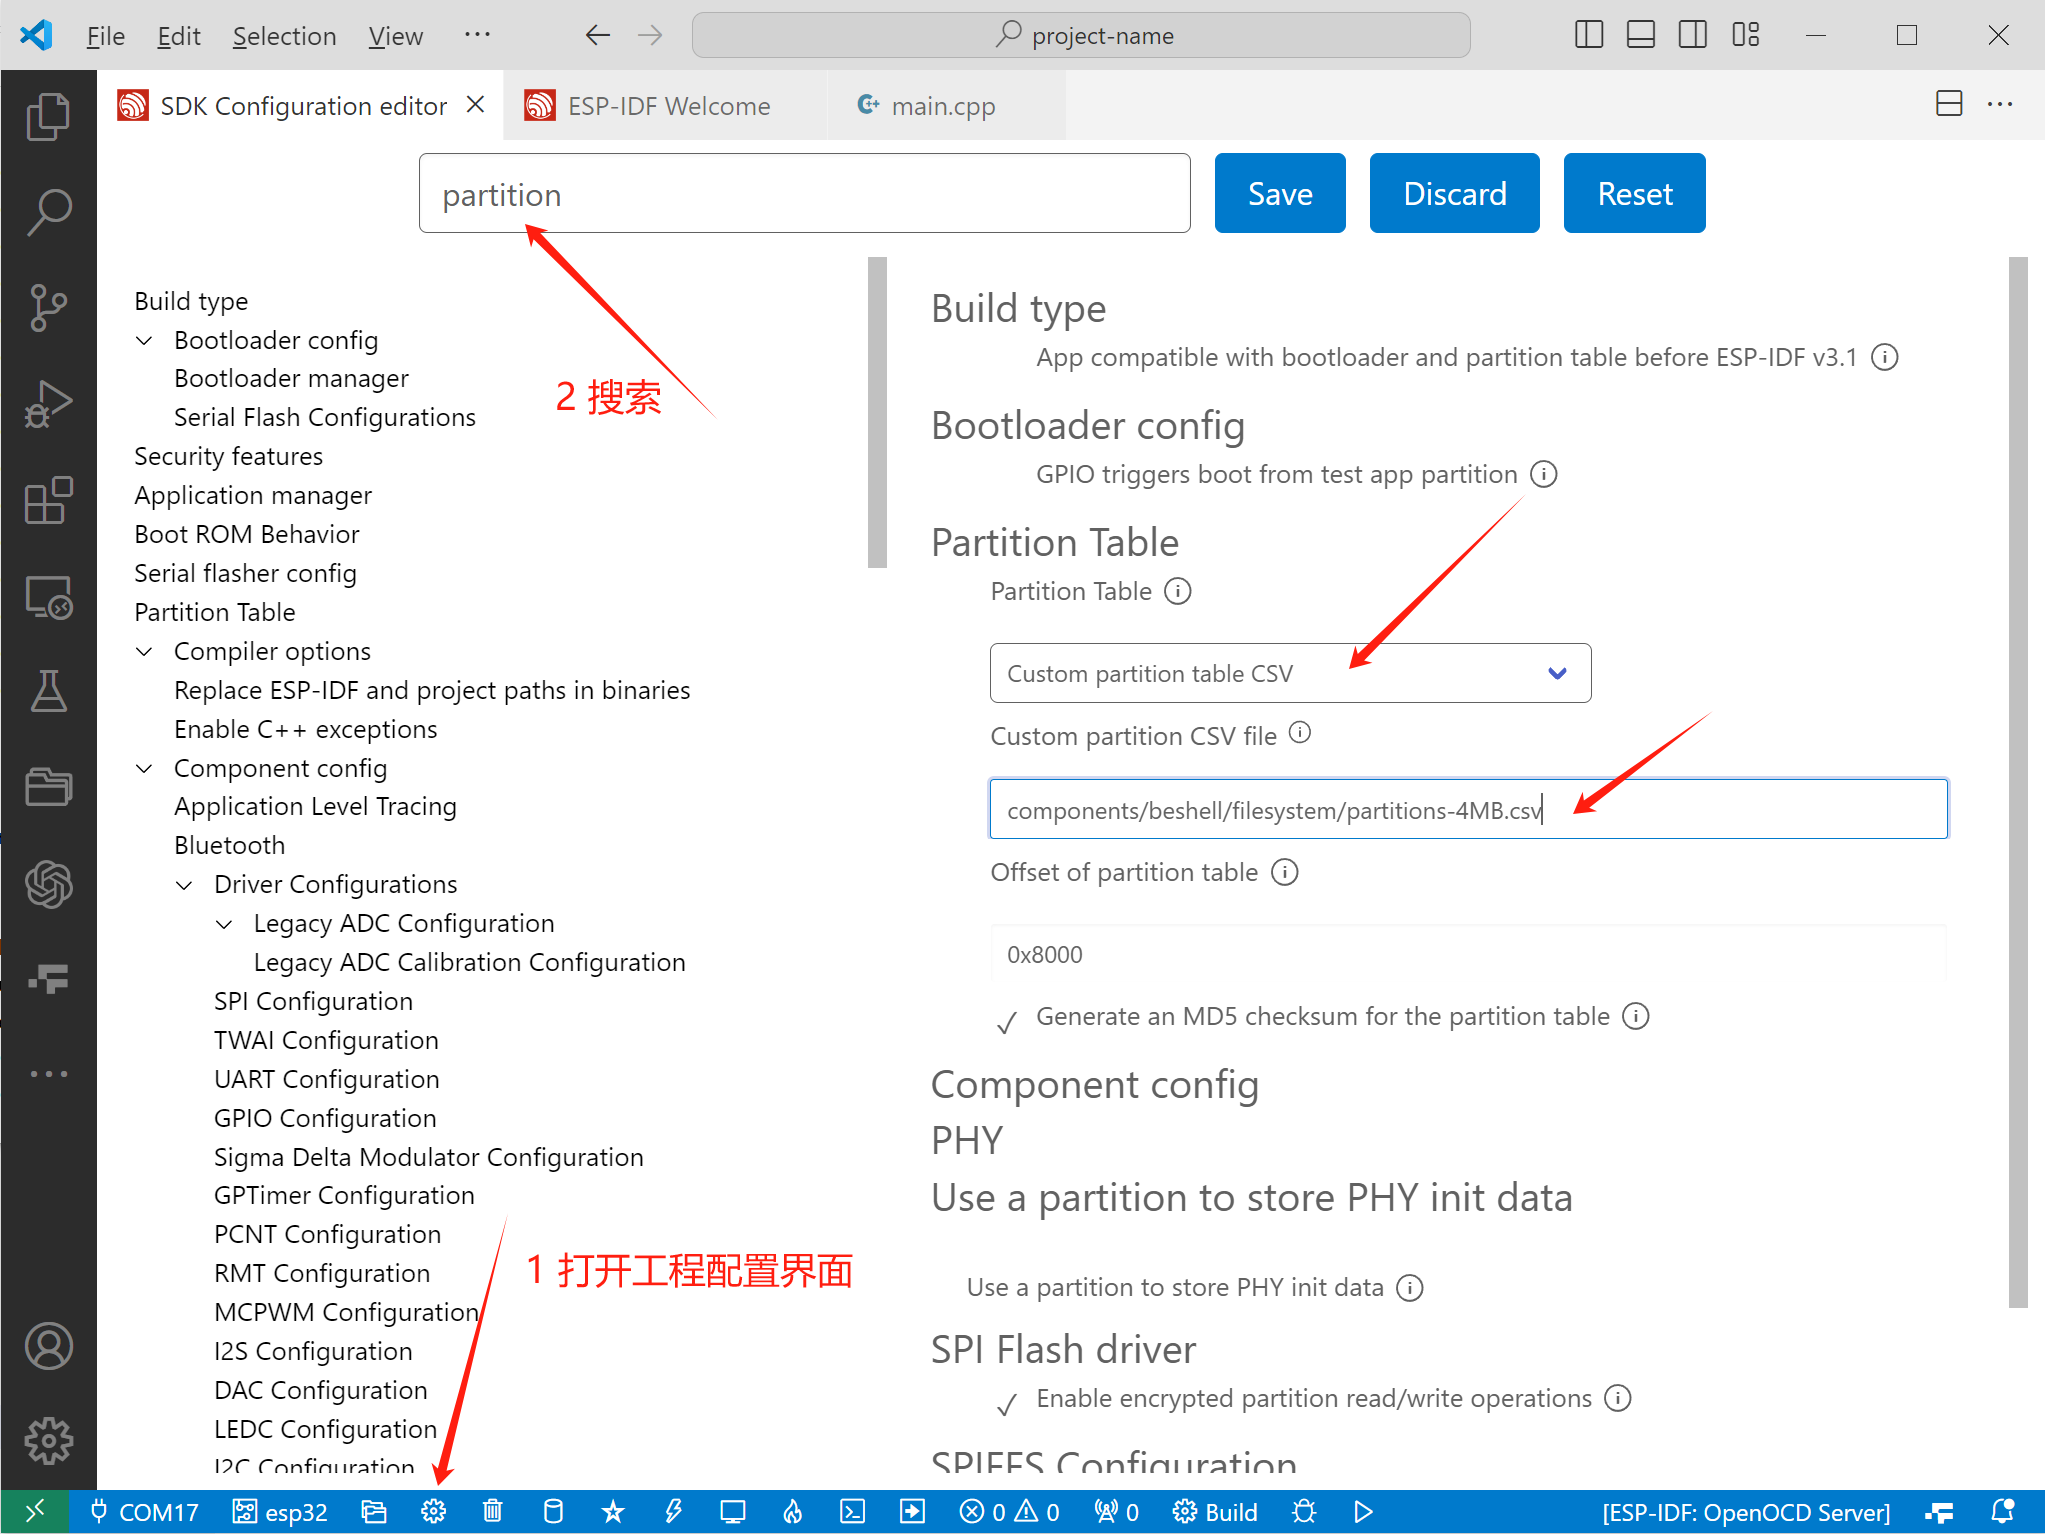 File Edit Selection View ··· project-name
SDK Configuration editor ESP-IDF Welcome main.cpp
partition Save Discard Reset
2 搜索
1 打开工程配置界面
Build type
Bootloader config
Bootloader manager
Serial Flash Configurations
Security features
Application manager
Boot ROM Behavior
Serial flasher config
Partition Table
Compiler options
Replace ESP-IDF and project paths in binaries
Enable C++ exceptions
Component config
Application Level Tracing
Bluetooth
Driver Configurations
Legacy ADC Configuration
Legacy ADC Calibration Configuration
SPI Configuration
TWAI Configuration
UART Configuration
GPIO Configuration
Sigma Delta Modulator Configuration
GPTimer Configuration
PCNT Configuration
RMT Configuration
MCPWM Configuration
I2S Configuration
DAC Configuration
LEDC Configuration
I2C Configuration
Build type
App compatible with bootloader and partition table before ESP-IDF v3.1
Bootloader config
GPIO triggers boot from test app partition
Partition Table
Partition Table
Custom partition table CSV
Custom partition CSV file
components/beshell/filesystem/partitions-4MB.csv
Offset of partition table
0x8000
Generate an MD5 checksum for the partition table
Component config
PHY
Use a partition to store PHY init data
Use a partition to store PHY init data
SPI Flash driver
Enable encrypted partition read/write operations
SPIFFS Configuration
COM17 esp32 0 0 0 Build [ESP-IDF: OpenOCD Server]